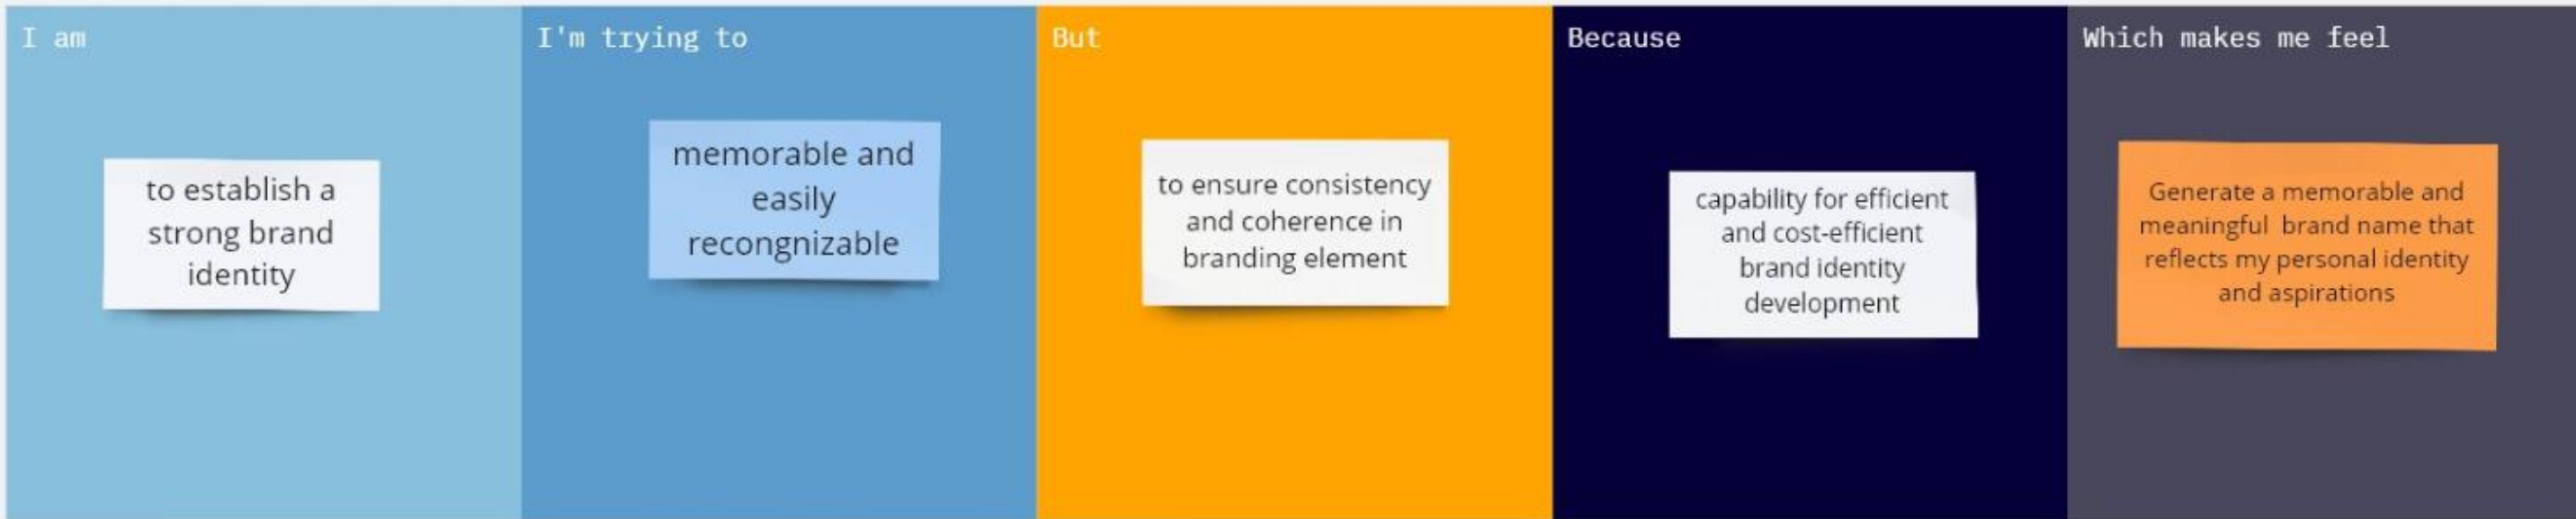 I am
to establish a
strong brand
identity
I'm trying to
memorable and
easily
recongnizable
But
to ensure consistency
and coherence in
branding element
Because
capability for efficient
and cost-efficient
brand identity
development
Which makes me feel
Generate a memorable and
meaningful brand name that
reflects my personal identity
and aspirations